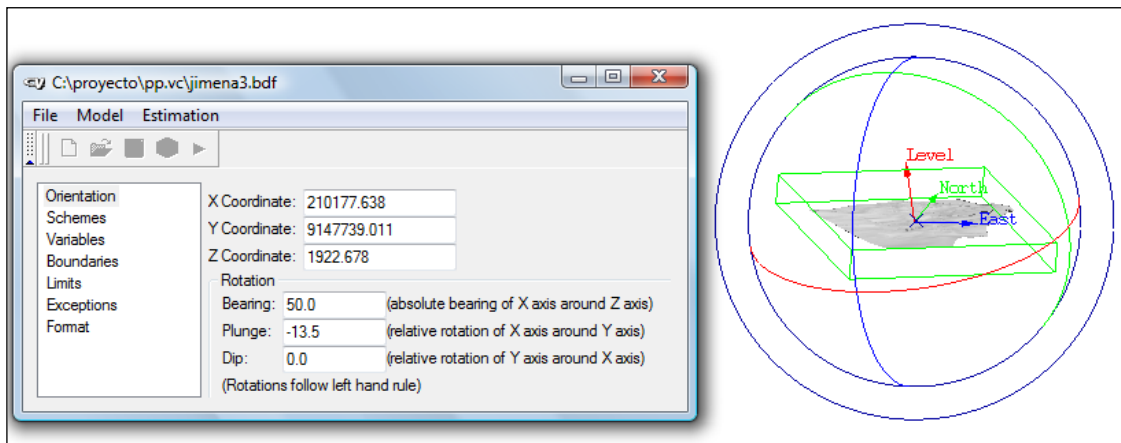 C:\proyecto\pp.vc\jimena3.bdf
File Model Estimation
Orientation
Schemes
Variables
Boundaries
Limits
Exceptions
Format
X Coordinate: 210177.638
Y Coordinate: 9147739.011
Z Coordinate: 1922.678
Rotation
Bearing: 50.0 (absolute bearing of X axis around Z axis)
Plunge: -13.5 (relative rotation of X axis around Y axis)
Dip: 0.0 (relative rotation of Y axis around X axis)
(Rotations follow left hand rule)
Level
North
East